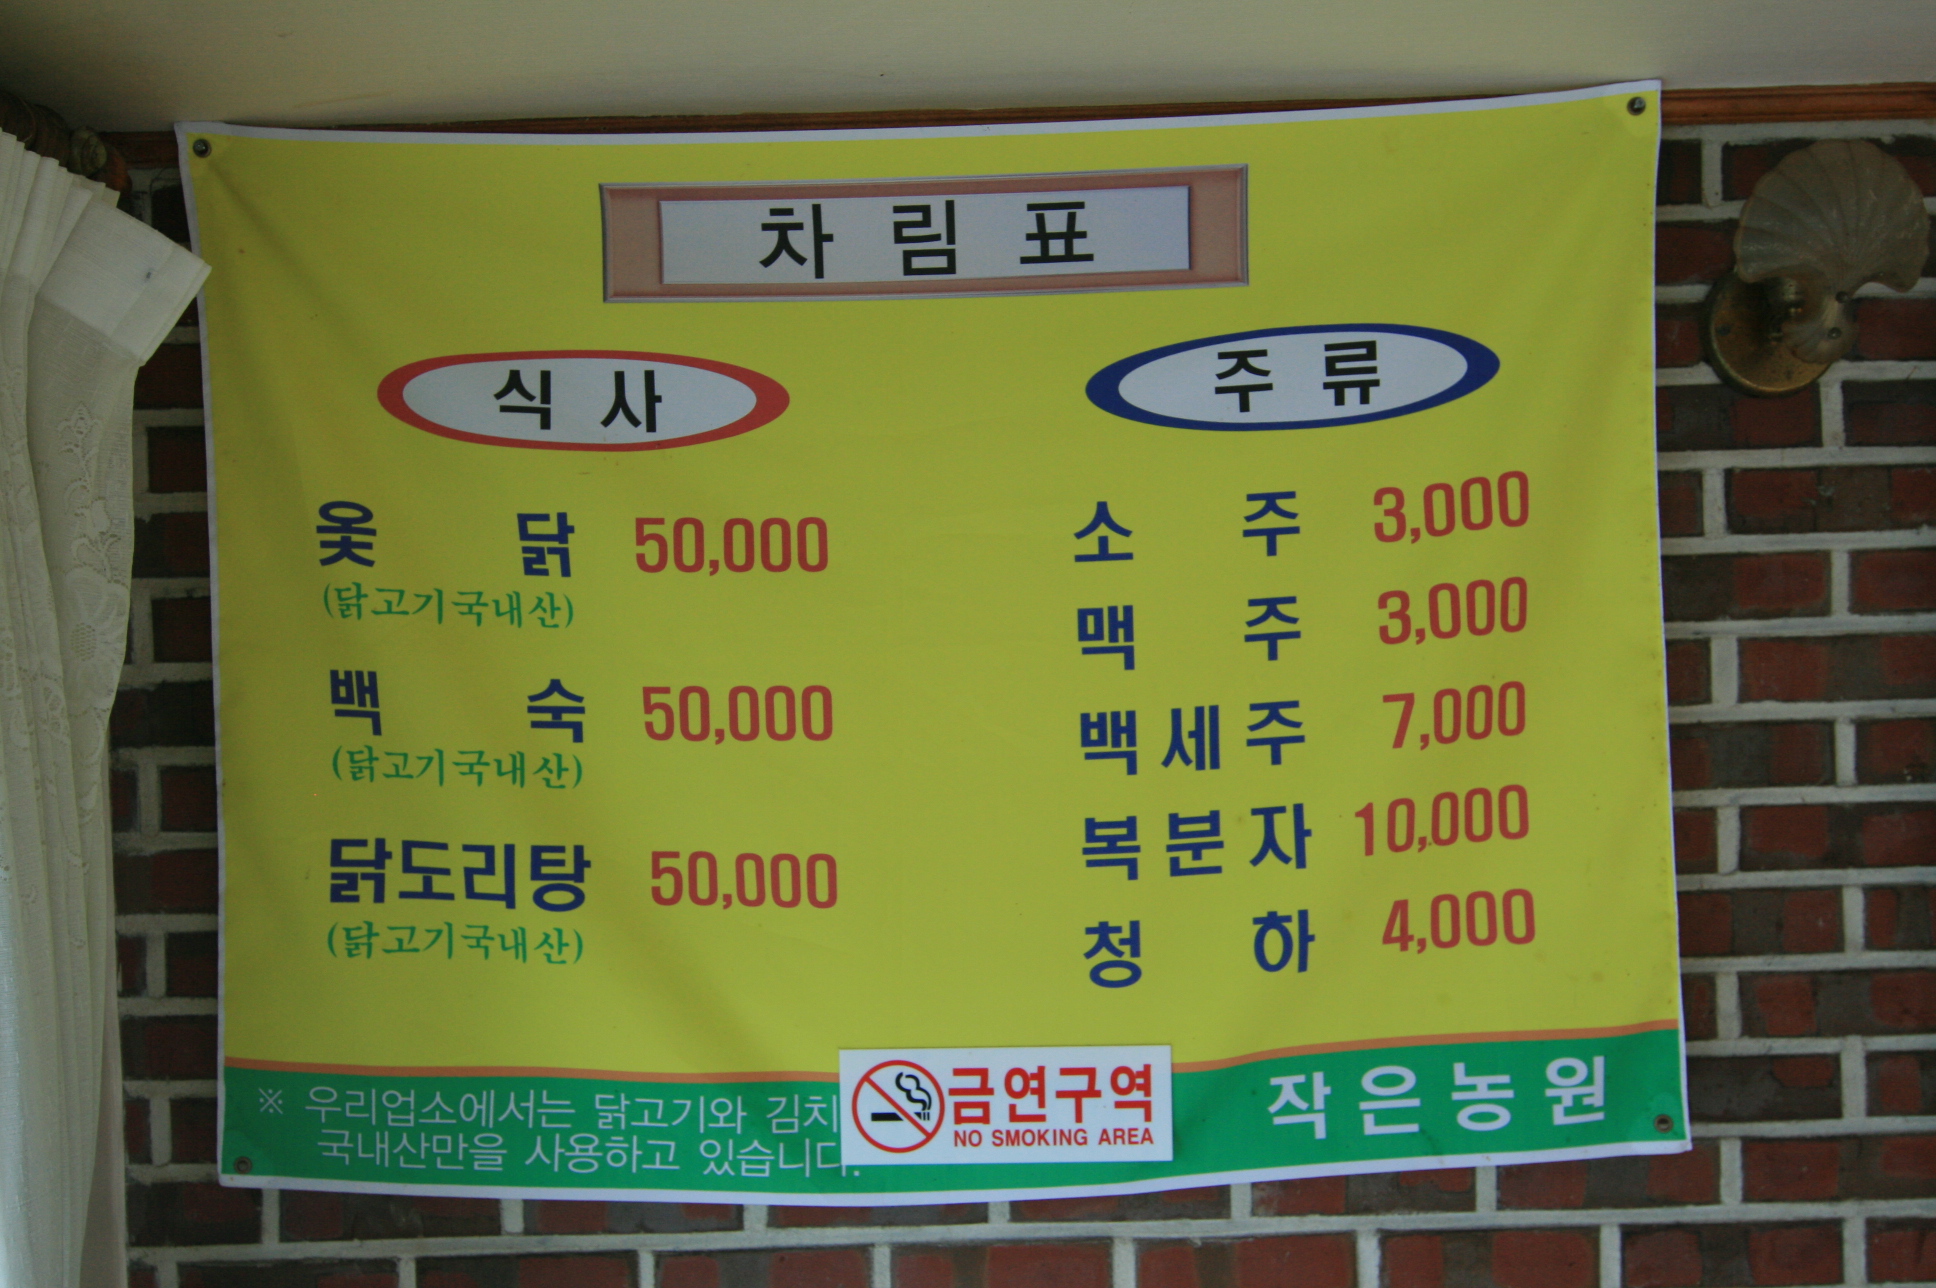 차림표
식사
옻닭 50,000
(닭고기국내산)
백숙 50,000
(닭고기국내산)
닭도리탕 50,000
(닭고기국내산)
주류
소주 3,000
맥주 3,000
백세주 7,000
복분자 10,000
청하 4,000
※ 우리업소에서는 닭고기와 김치
국내산만을 사용하고 있습니다.
금연구역
NO SMOKING AREA
작은농원